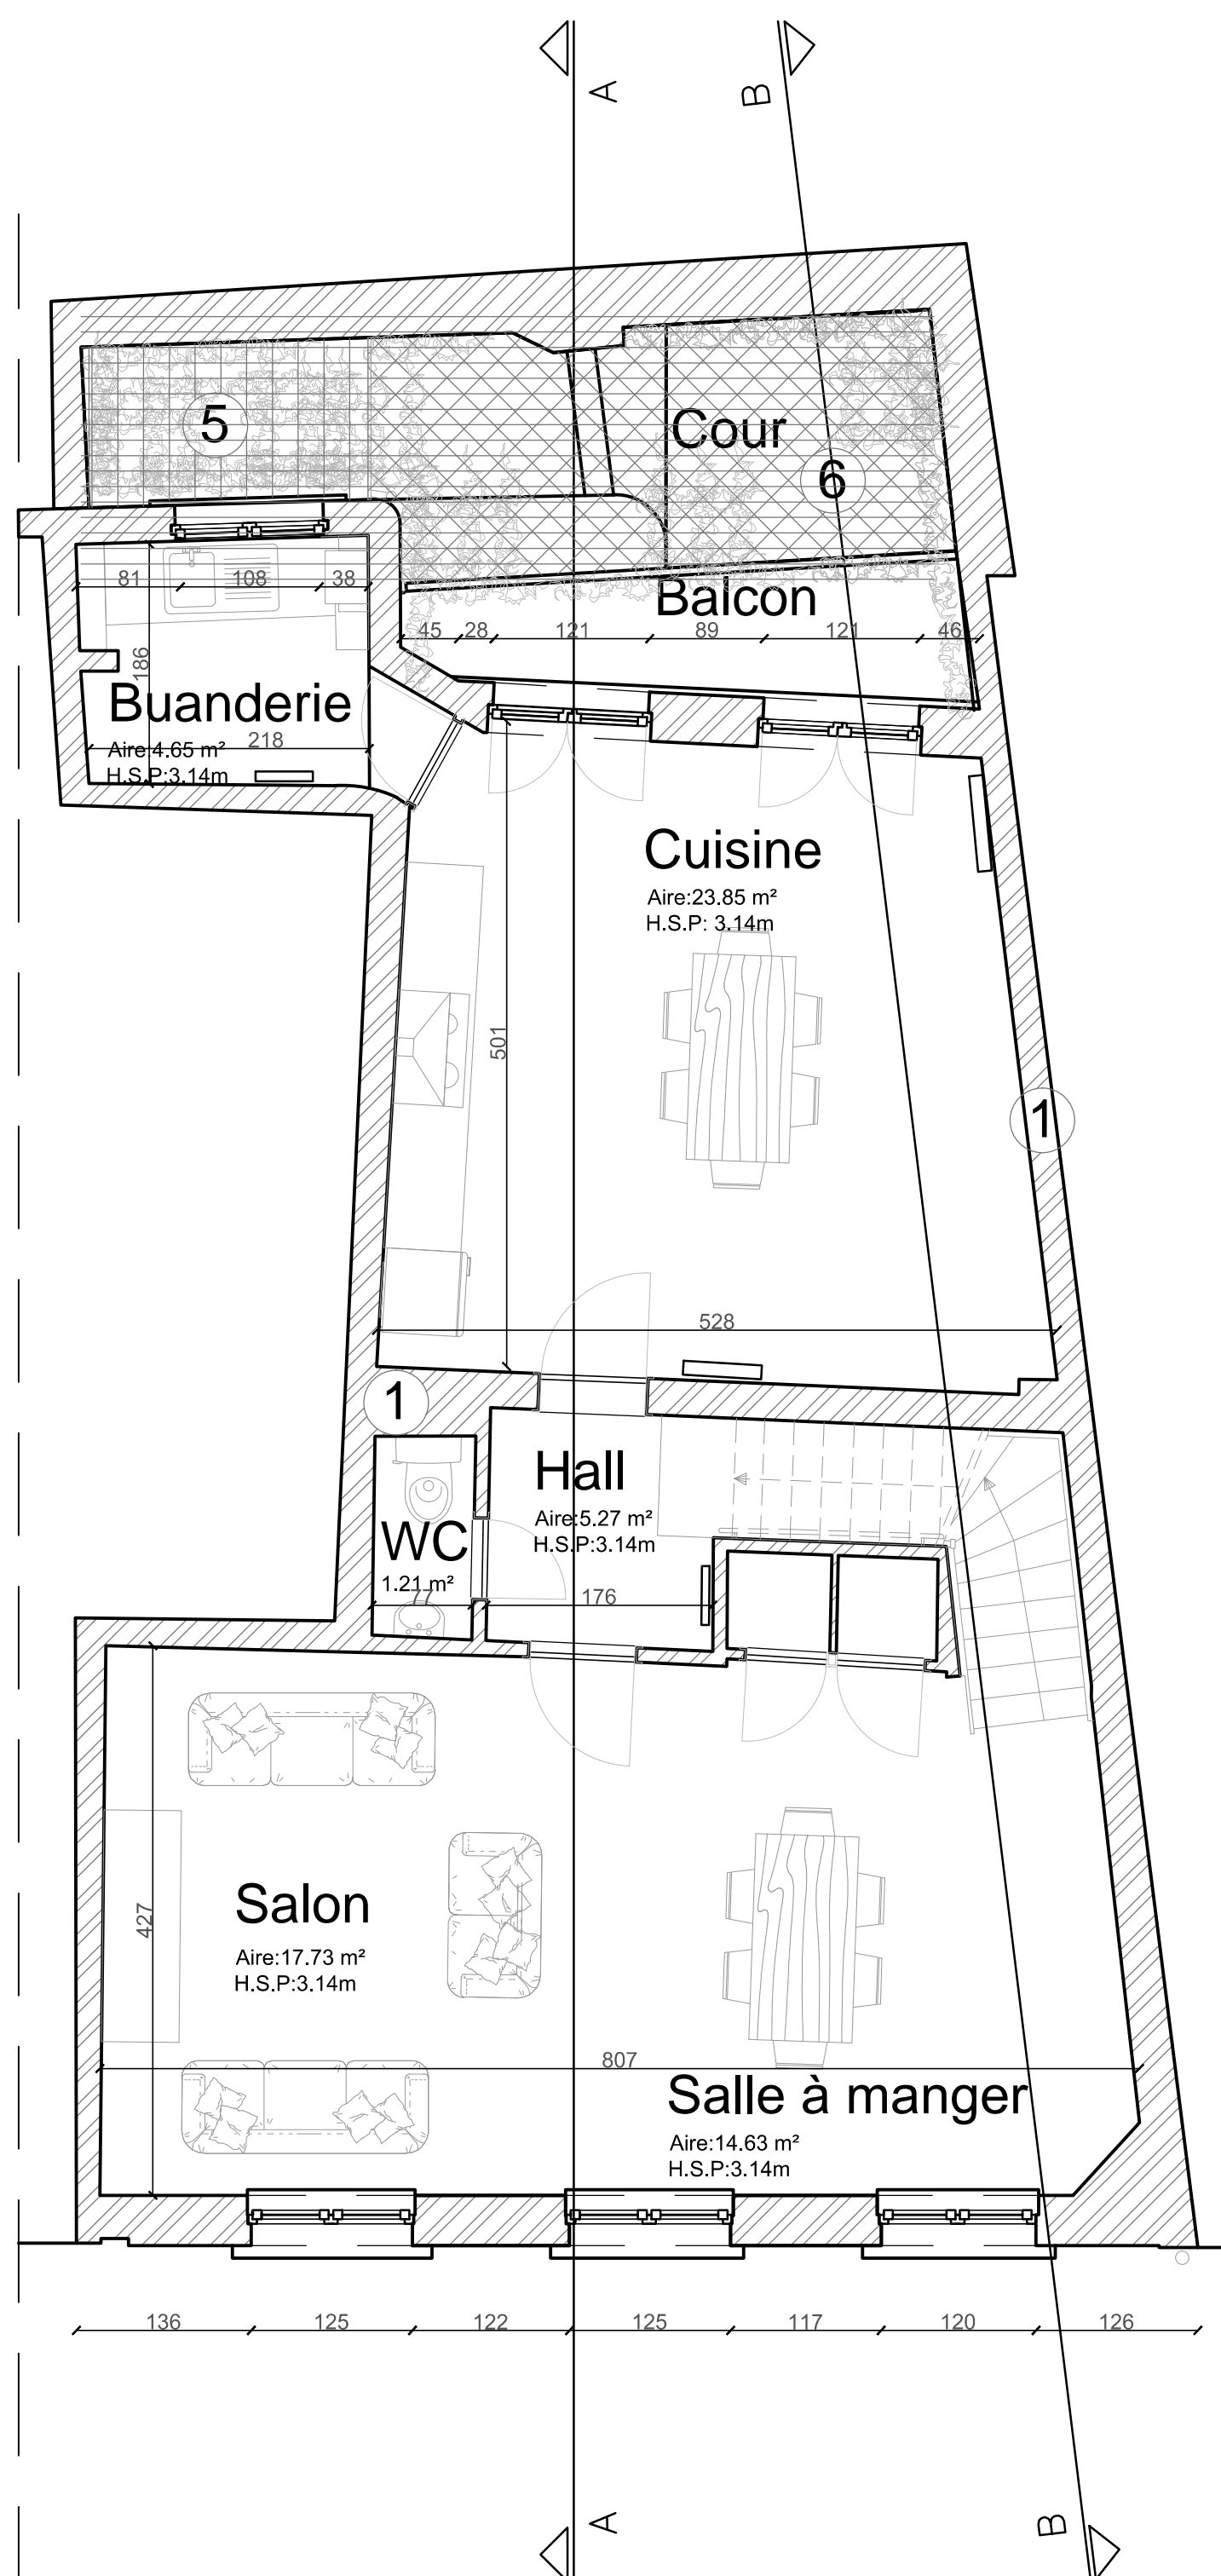 A
B
5
Cour
6
Balcon
81
108
38
45
28
121
89
121
46
186
Buanderie
Aire:4.65 m²
H.S.P:3.14m
218
Cuisine
Aire:23.85 m²
H.S.P: 3.14m
501
1
528
1
Hall
Aire:5.27 m²
H.S.P:3.14m
WC
1.21 m²
176
Salon
Aire:17.73 m²
H.S.P:3.14m
427
807
Salle à manger
Aire:14.63 m²
H.S.P:3.14m
136
125
122
125
117
120
126
A
B